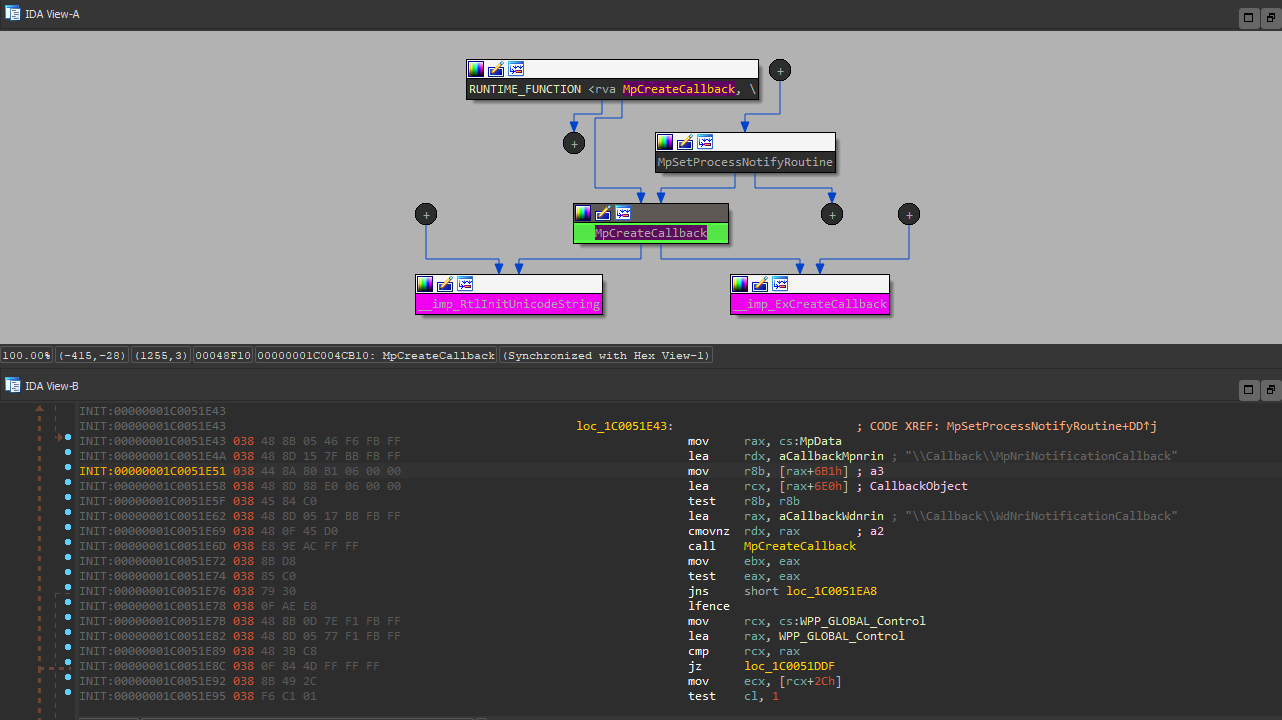 IDA View-A
RUNTIME_FUNCTION <rva MpCreateCallback, \
MpSetProcessNotifyRoutine
MpCreateCallback
__imp_RtlInitUnicodeString
__imp_ExCreateCallback
100.00% (-415,-28) (1255,3) 00048F10 00000001C004CB10: MpCreateCallback (Synchronized with Hex View-1)
IDA View-B
INIT:00000001C0051E43
INIT:00000001C0051E43 loc_1C0051E43: ; CODE XREF: MpSetProcessNotifyRoutine+DD↑j
INIT:00000001C0051E43 038 48 8B 05 46 F6 FB FF mov rax, cs:MpData
INIT:00000001C0051E4A 038 48 8D 15 7F BB FB FF lea rdx, aCallbackMpnrin ; "\\Callback\\MpNriNotificationCallback"
INIT:00000001C0051E51 038 44 8A 80 B1 06 00 00 mov r8b, [rax+6B1h] ; a3
INIT:00000001C0051E58 038 48 8D 88 E0 06 00 00 lea rcx, [rax+6E0h] ; CallbackObject
INIT:00000001C0051E5F 038 45 84 C0 test r8b, r8b
INIT:00000001C0051E62 038 48 8D 05 17 BB FB FF lea rax, aCallbackWdnrin ; "\\Callback\\WdNriNotificationCallback"
INIT:00000001C0051E69 038 48 0F 45 D0 cmovnz rdx, rax ; a2
INIT:00000001C0051E6D 038 E8 9E AC FF FF call MpCreateCallback
INIT:00000001C0051E72 038 8B D8 mov ebx, eax
INIT:00000001C0051E74 038 85 C0 test eax, eax
INIT:00000001C0051E76 038 79 30 jns short loc_1C0051EA8
INIT:00000001C0051E78 038 0F AE E8 lfence
INIT:00000001C0051E7B 038 48 8B 0D 7E F1 FB FF mov rcx, cs:WPP_GLOBAL_Control
INIT:00000001C0051E82 038 48 8D 05 77 F1 FB FF lea rax, WPP_GLOBAL_Control
INIT:00000001C0051E89 038 48 3B C8 cmp rcx, rax
INIT:00000001C0051E8C 038 0F 84 4D FF FF FF jz loc_1C0051DDF
INIT:00000001C0051E92 038 8B 49 2C mov ecx, [rcx+2Ch]
INIT:00000001C0051E95 038 F6 C1 01 test cl, 1